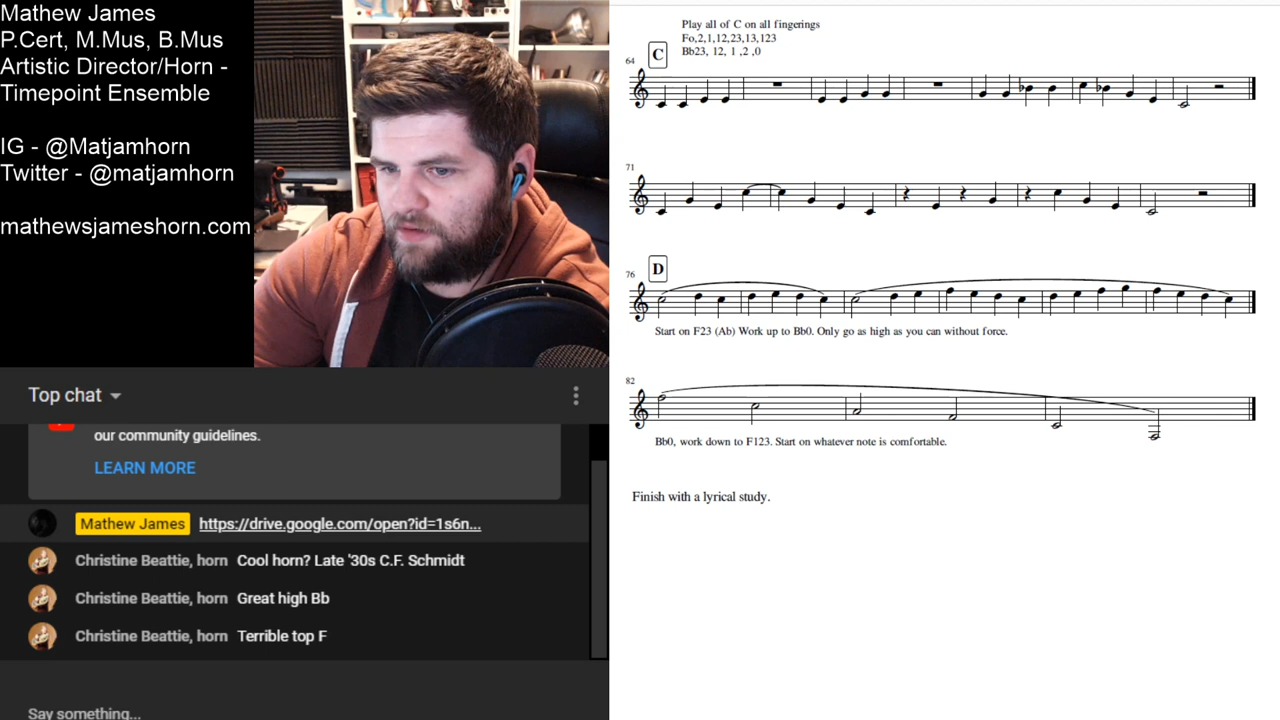 Mathew James
P.Cert, M.Mus, B.Mus
Artistic Director/Horn -
Timepoint Ensemble
IG - @Matjamhorn
Twitter - @matjamhorn
mathewsjameshorn.com
Top chat
our community guidelines.
LEARN MORE
Mathew James https://drive.google.com/open?id=1s6n...
Christine Beattie, horn Cool horn? Late '30s C.F. Schmidt
Christine Beattie, horn Great high Bb
Christine Beattie, horn Terrible top F
Say something...
Play all of C on all fingerings
Fo,2,1,12,23,13,123
Bb23, 12, 1 ,2 ,0
64
C
71
D
76
Start on F23 (Ab) Work up to Bb0. Only go as high as you can without force.
82
Bb0, work down to F123. Start on whatever note is comfortable.
Finish with a lyrical study.